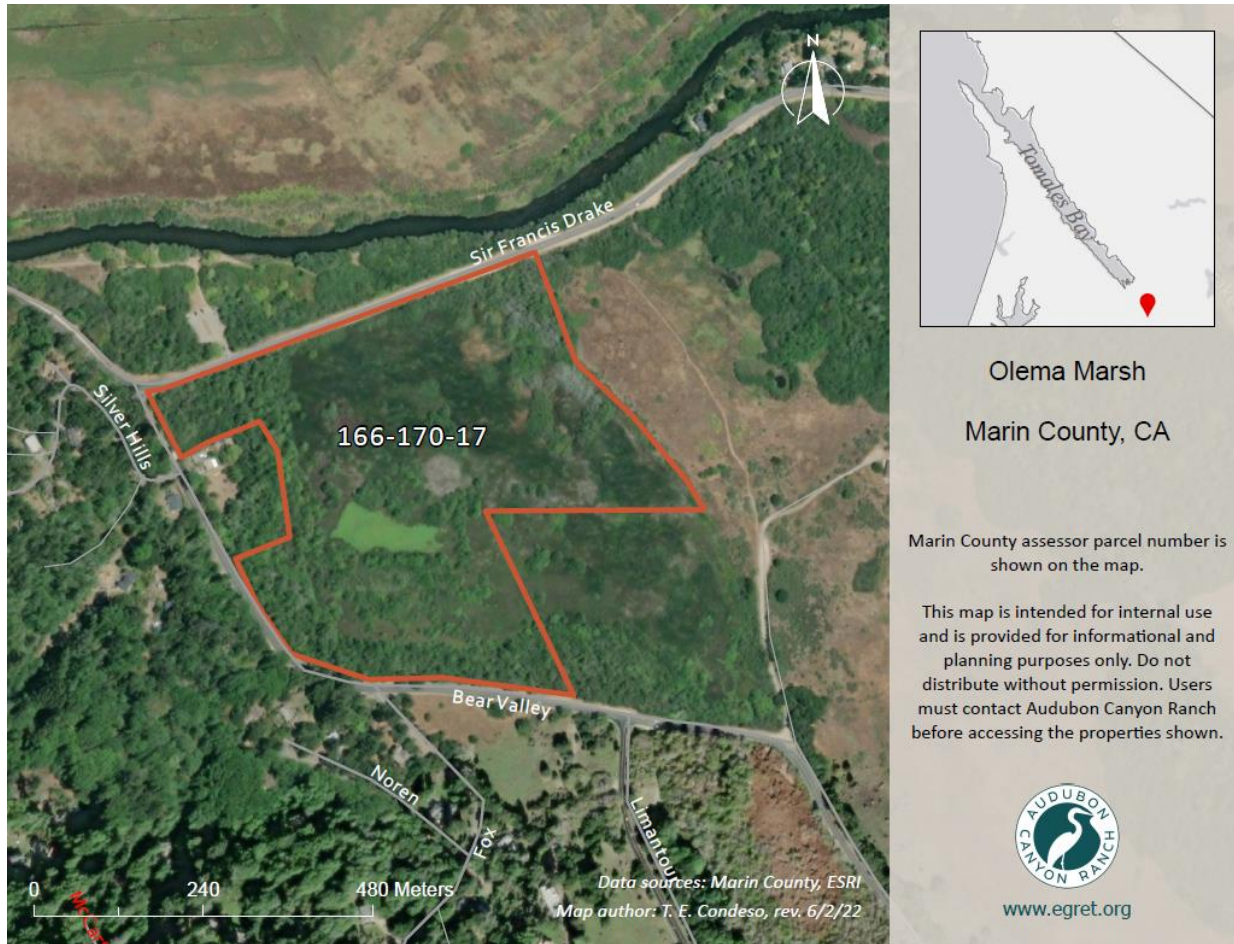 N
Sir Francis Drake
Silver Hills
166-170-17
Bear Valley
Noren
Fox
Limantour
0 240 480 Meters
Data sources: Marin County, ESRI
Map author: T. E. Condeso, rev. 6/2/22
Tomales Bay
Olema Marsh
Marin County, CA
Marin County assessor parcel number is
shown on the map.
This map is intended for internal use
and is provided for informational and
planning purposes only. Do not
distribute without permission. Users
must contact Audubon Canyon Ranch
before accessing the properties shown.
AUDUBON
CANYON RANCH
www.egret.org